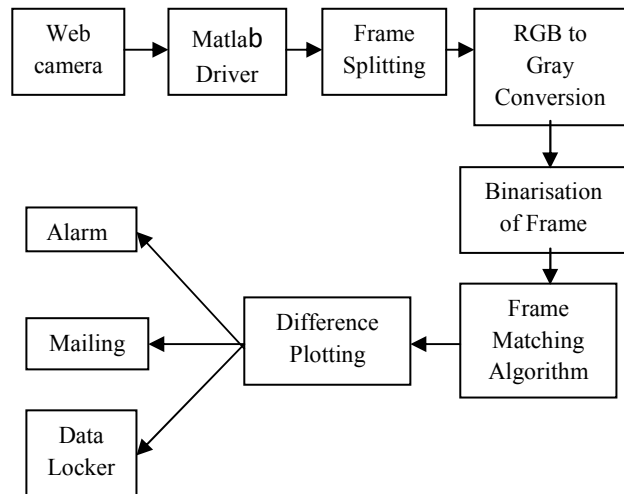 Web
camera
Matlab
Driver
Frame
Splitting
RGB to
Gray
Conversion
Binarisation
of Frame
Frame
Matching
Algorithm
Difference
Plotting
Alarm
Mailing
Data
Locker